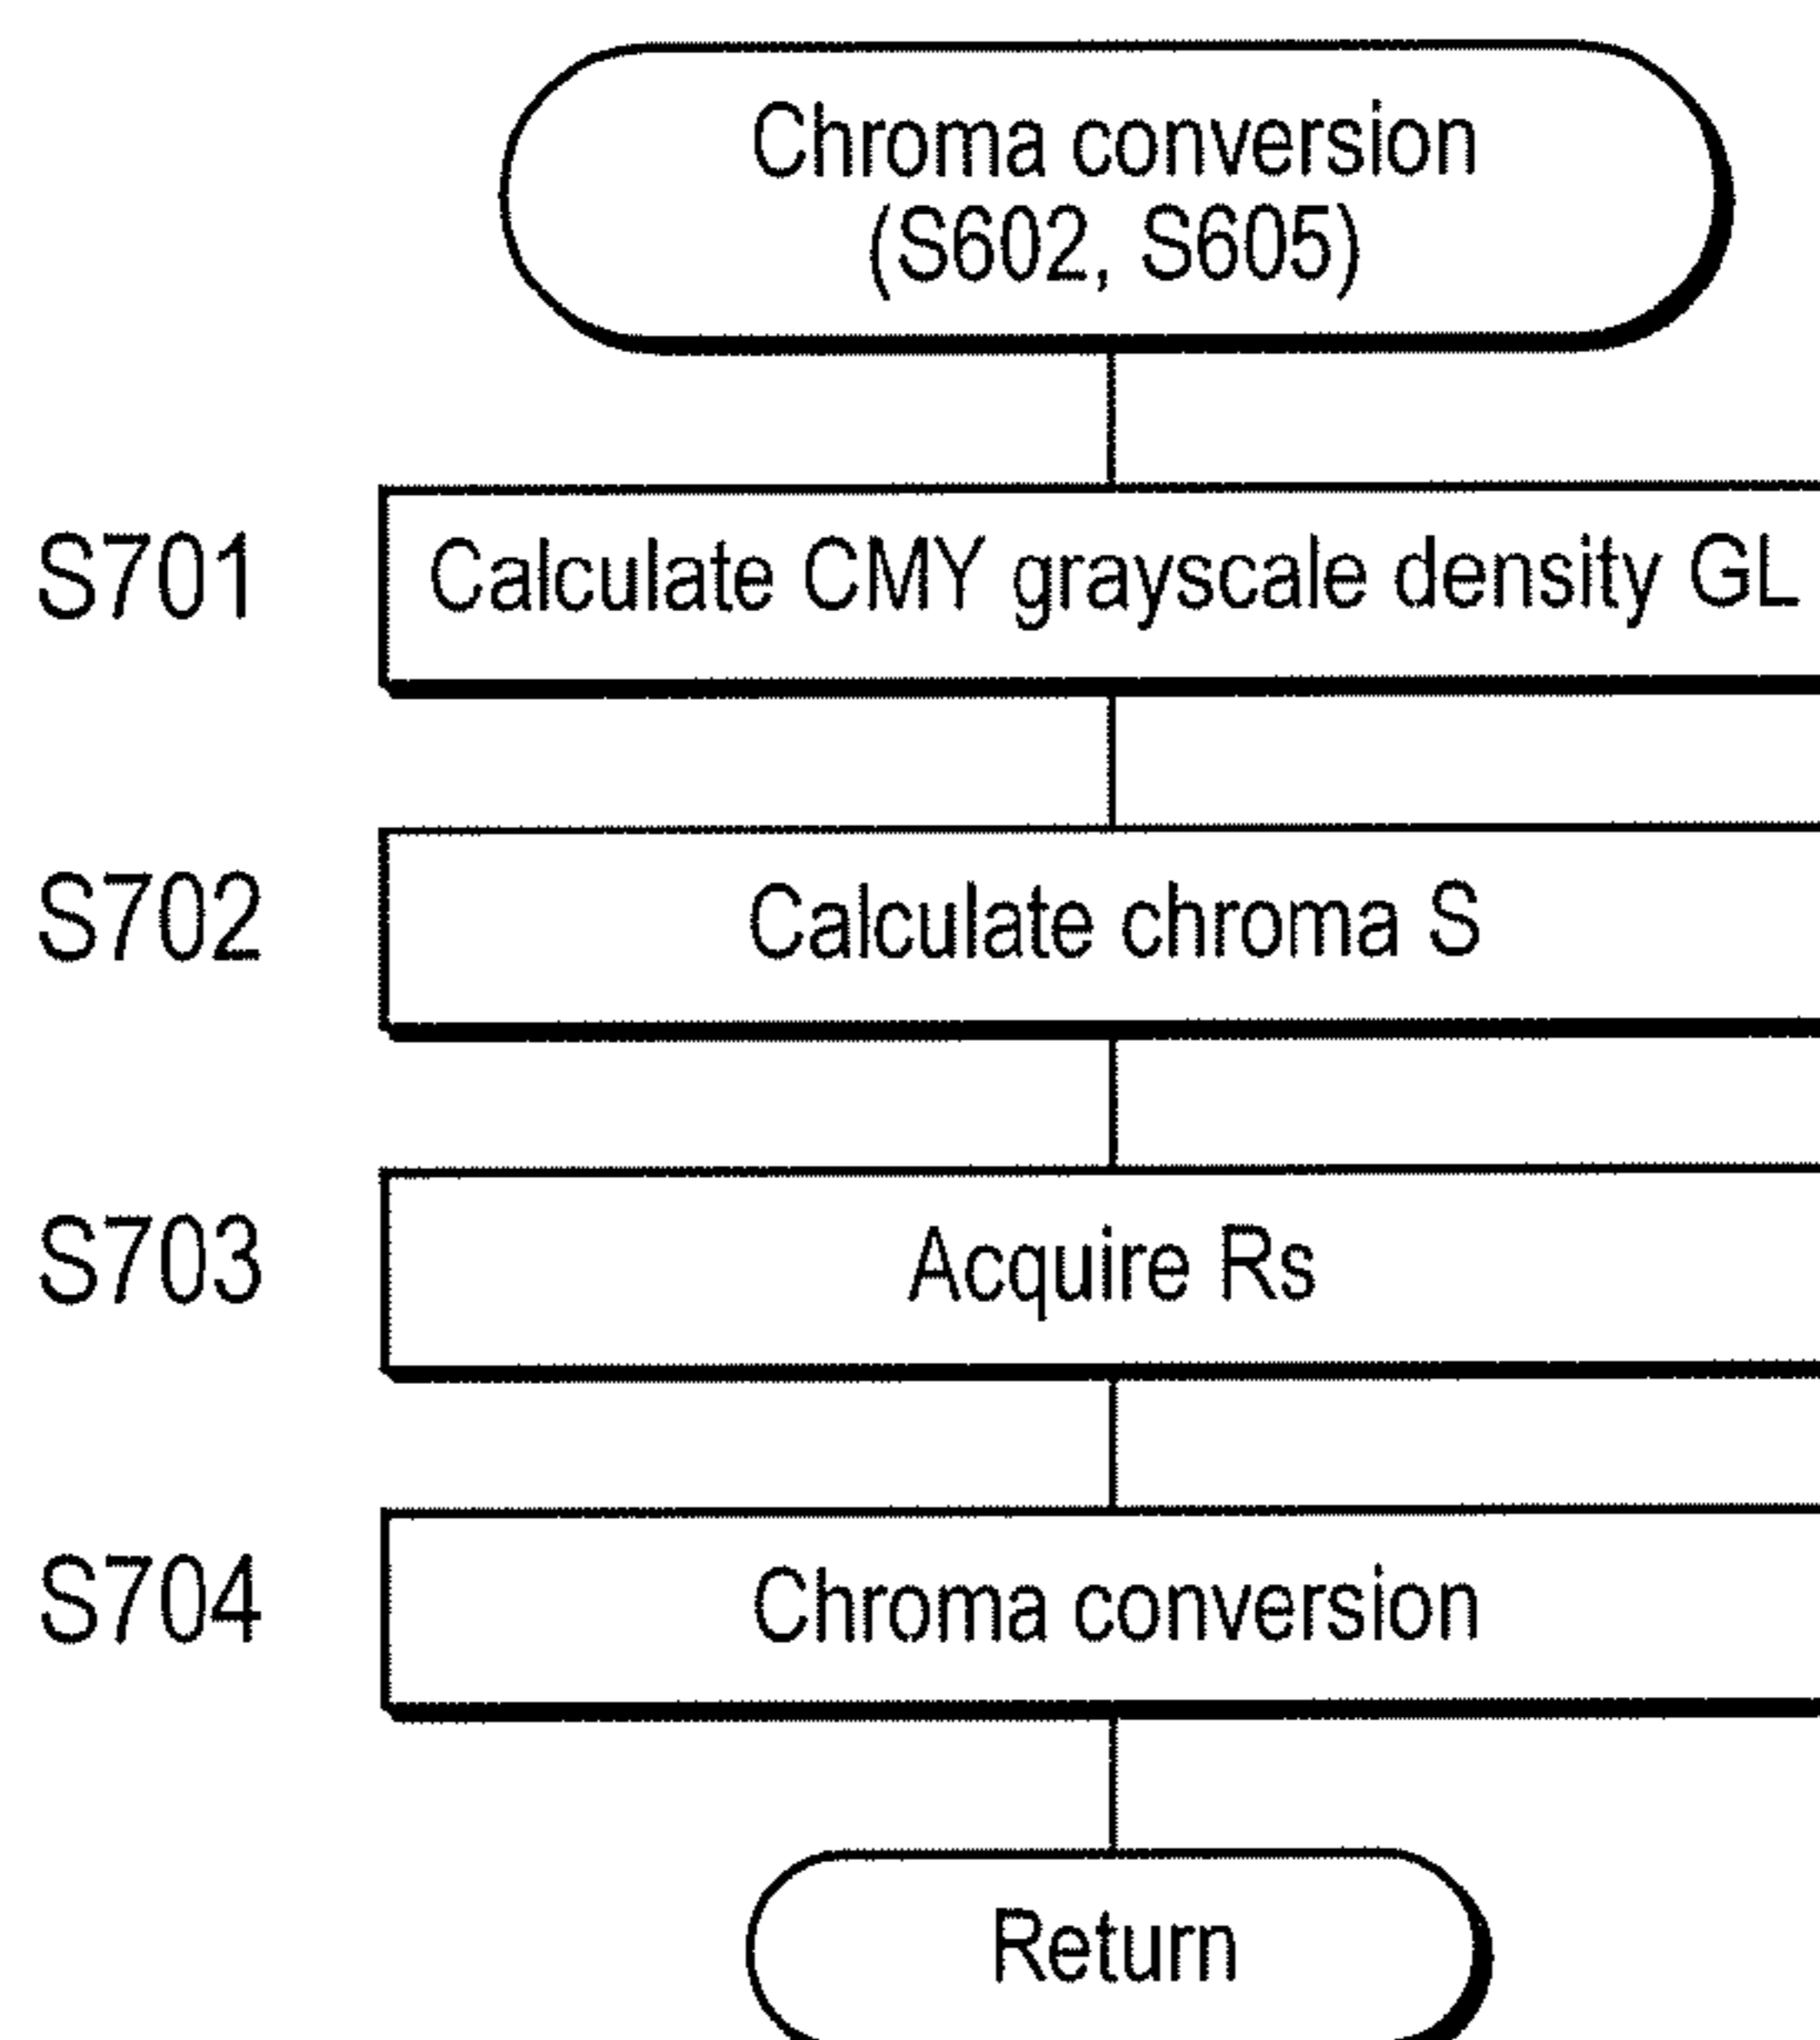 Chroma conversion
(S602, S605)
S701 Calculate CMY grayscale density GL
S702 Calculate chroma S
S703 Acquire Rs
S704 Chroma conversion
Return